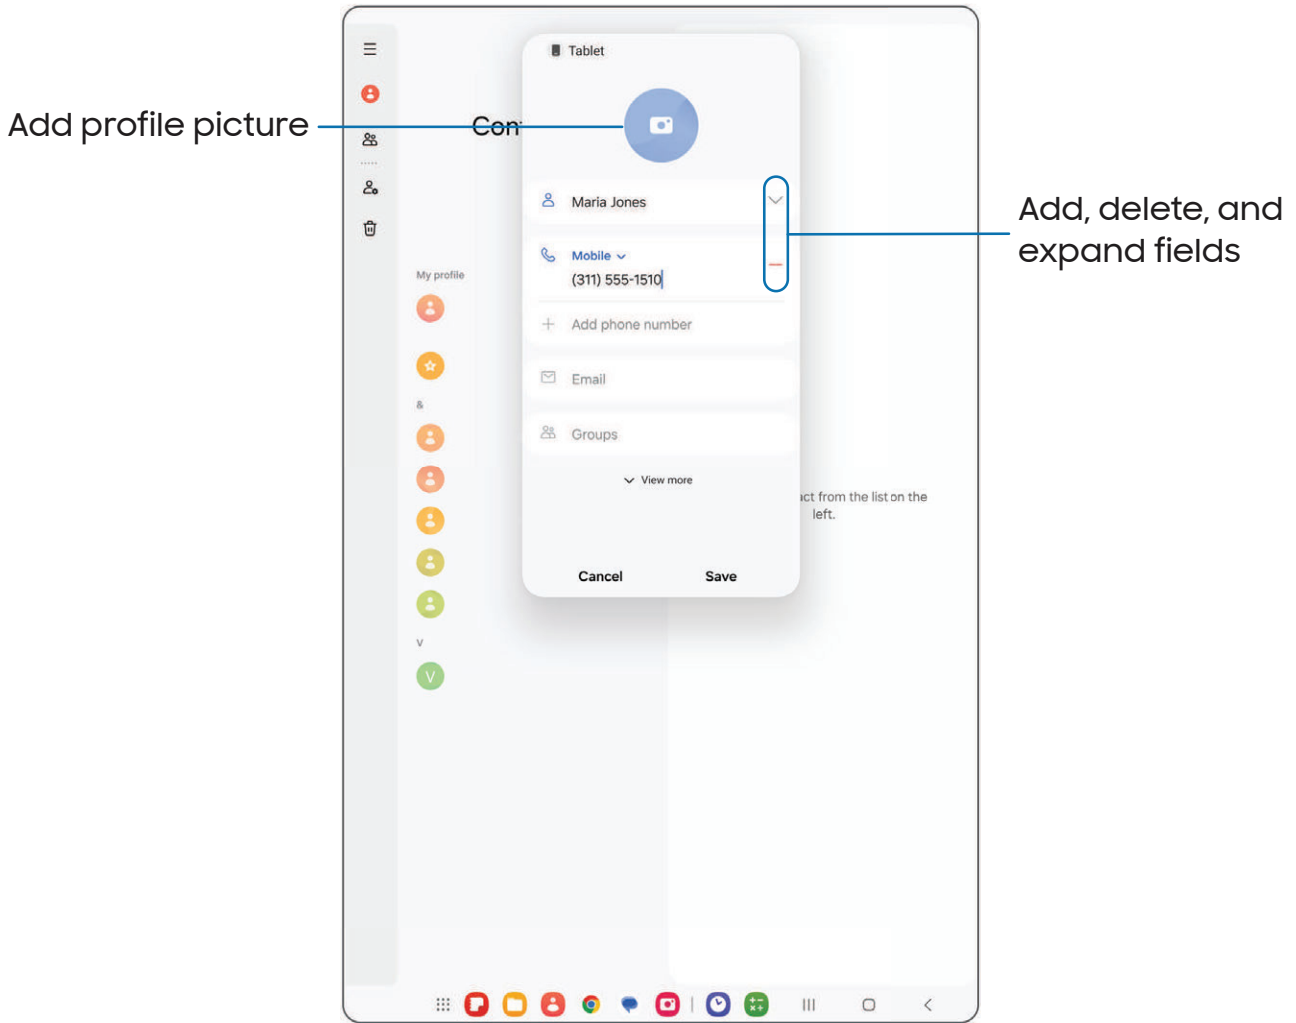 Tablet
Add profile picture
Con
Maria Jones
Add, delete, and
expand fields
Mobile
(311) 555-1510
My profile
Add phone number
Email
&
Groups
View more
act from the list on the
left.
Cancel
Save
V
V